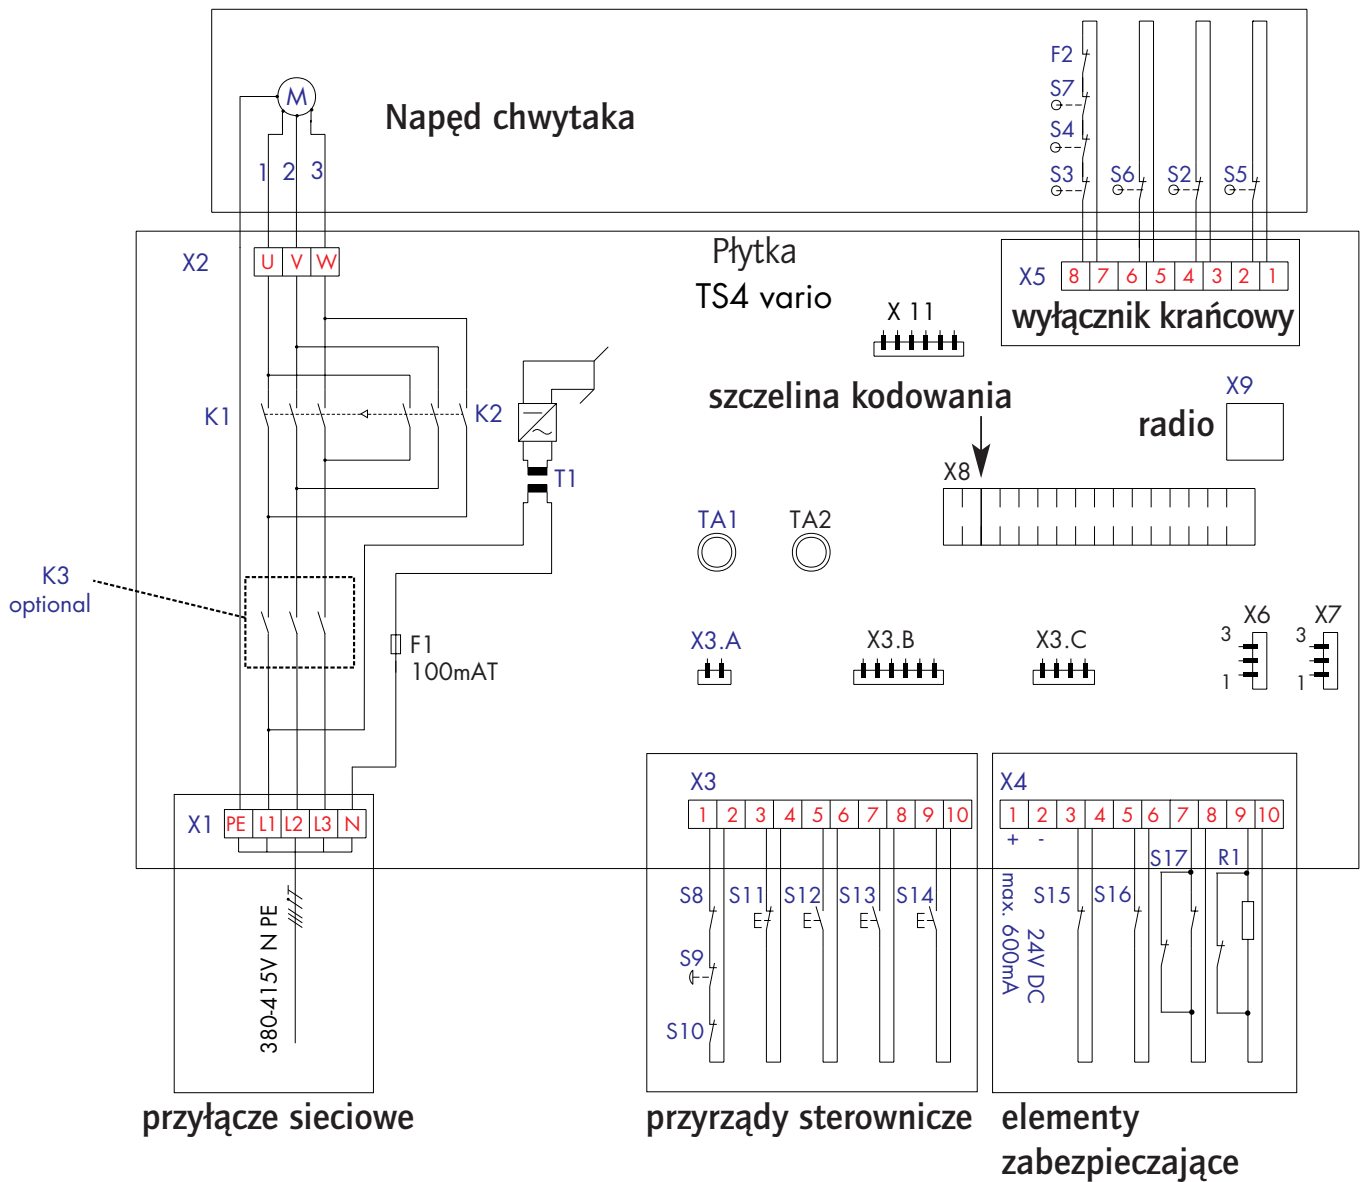 F2
S7
S4
S3 S6 S2 S5
M
Napęd chwytaka
1 2 3
X2 U V W
Płytka
TS4 vario
X5 8 7 6 5 4 3 2 1
wyłącznik krańcowy
X 11
szczelina kodowania
X9
radio
K1 K2
T1
X8
TA1 TA2
K3
optional
F1
100mAT
X3.A X3.B X3.C
X6 X7
3 3
1 1
X1 PE L1 L2 L3 N
X3
1 2 3 4 5 6 7 8 9 10
X4
1 2 3 4 5 6 7 8 9 10
+ -
S17 R1
S8 S11 S12 S13 S14
E E E E
S9
S10
S15 S16
24V DC
max. 600mA
380-415V N PE
przyłącze sieciowe
przyrządy sterownicze
elementy
zabezpieczające